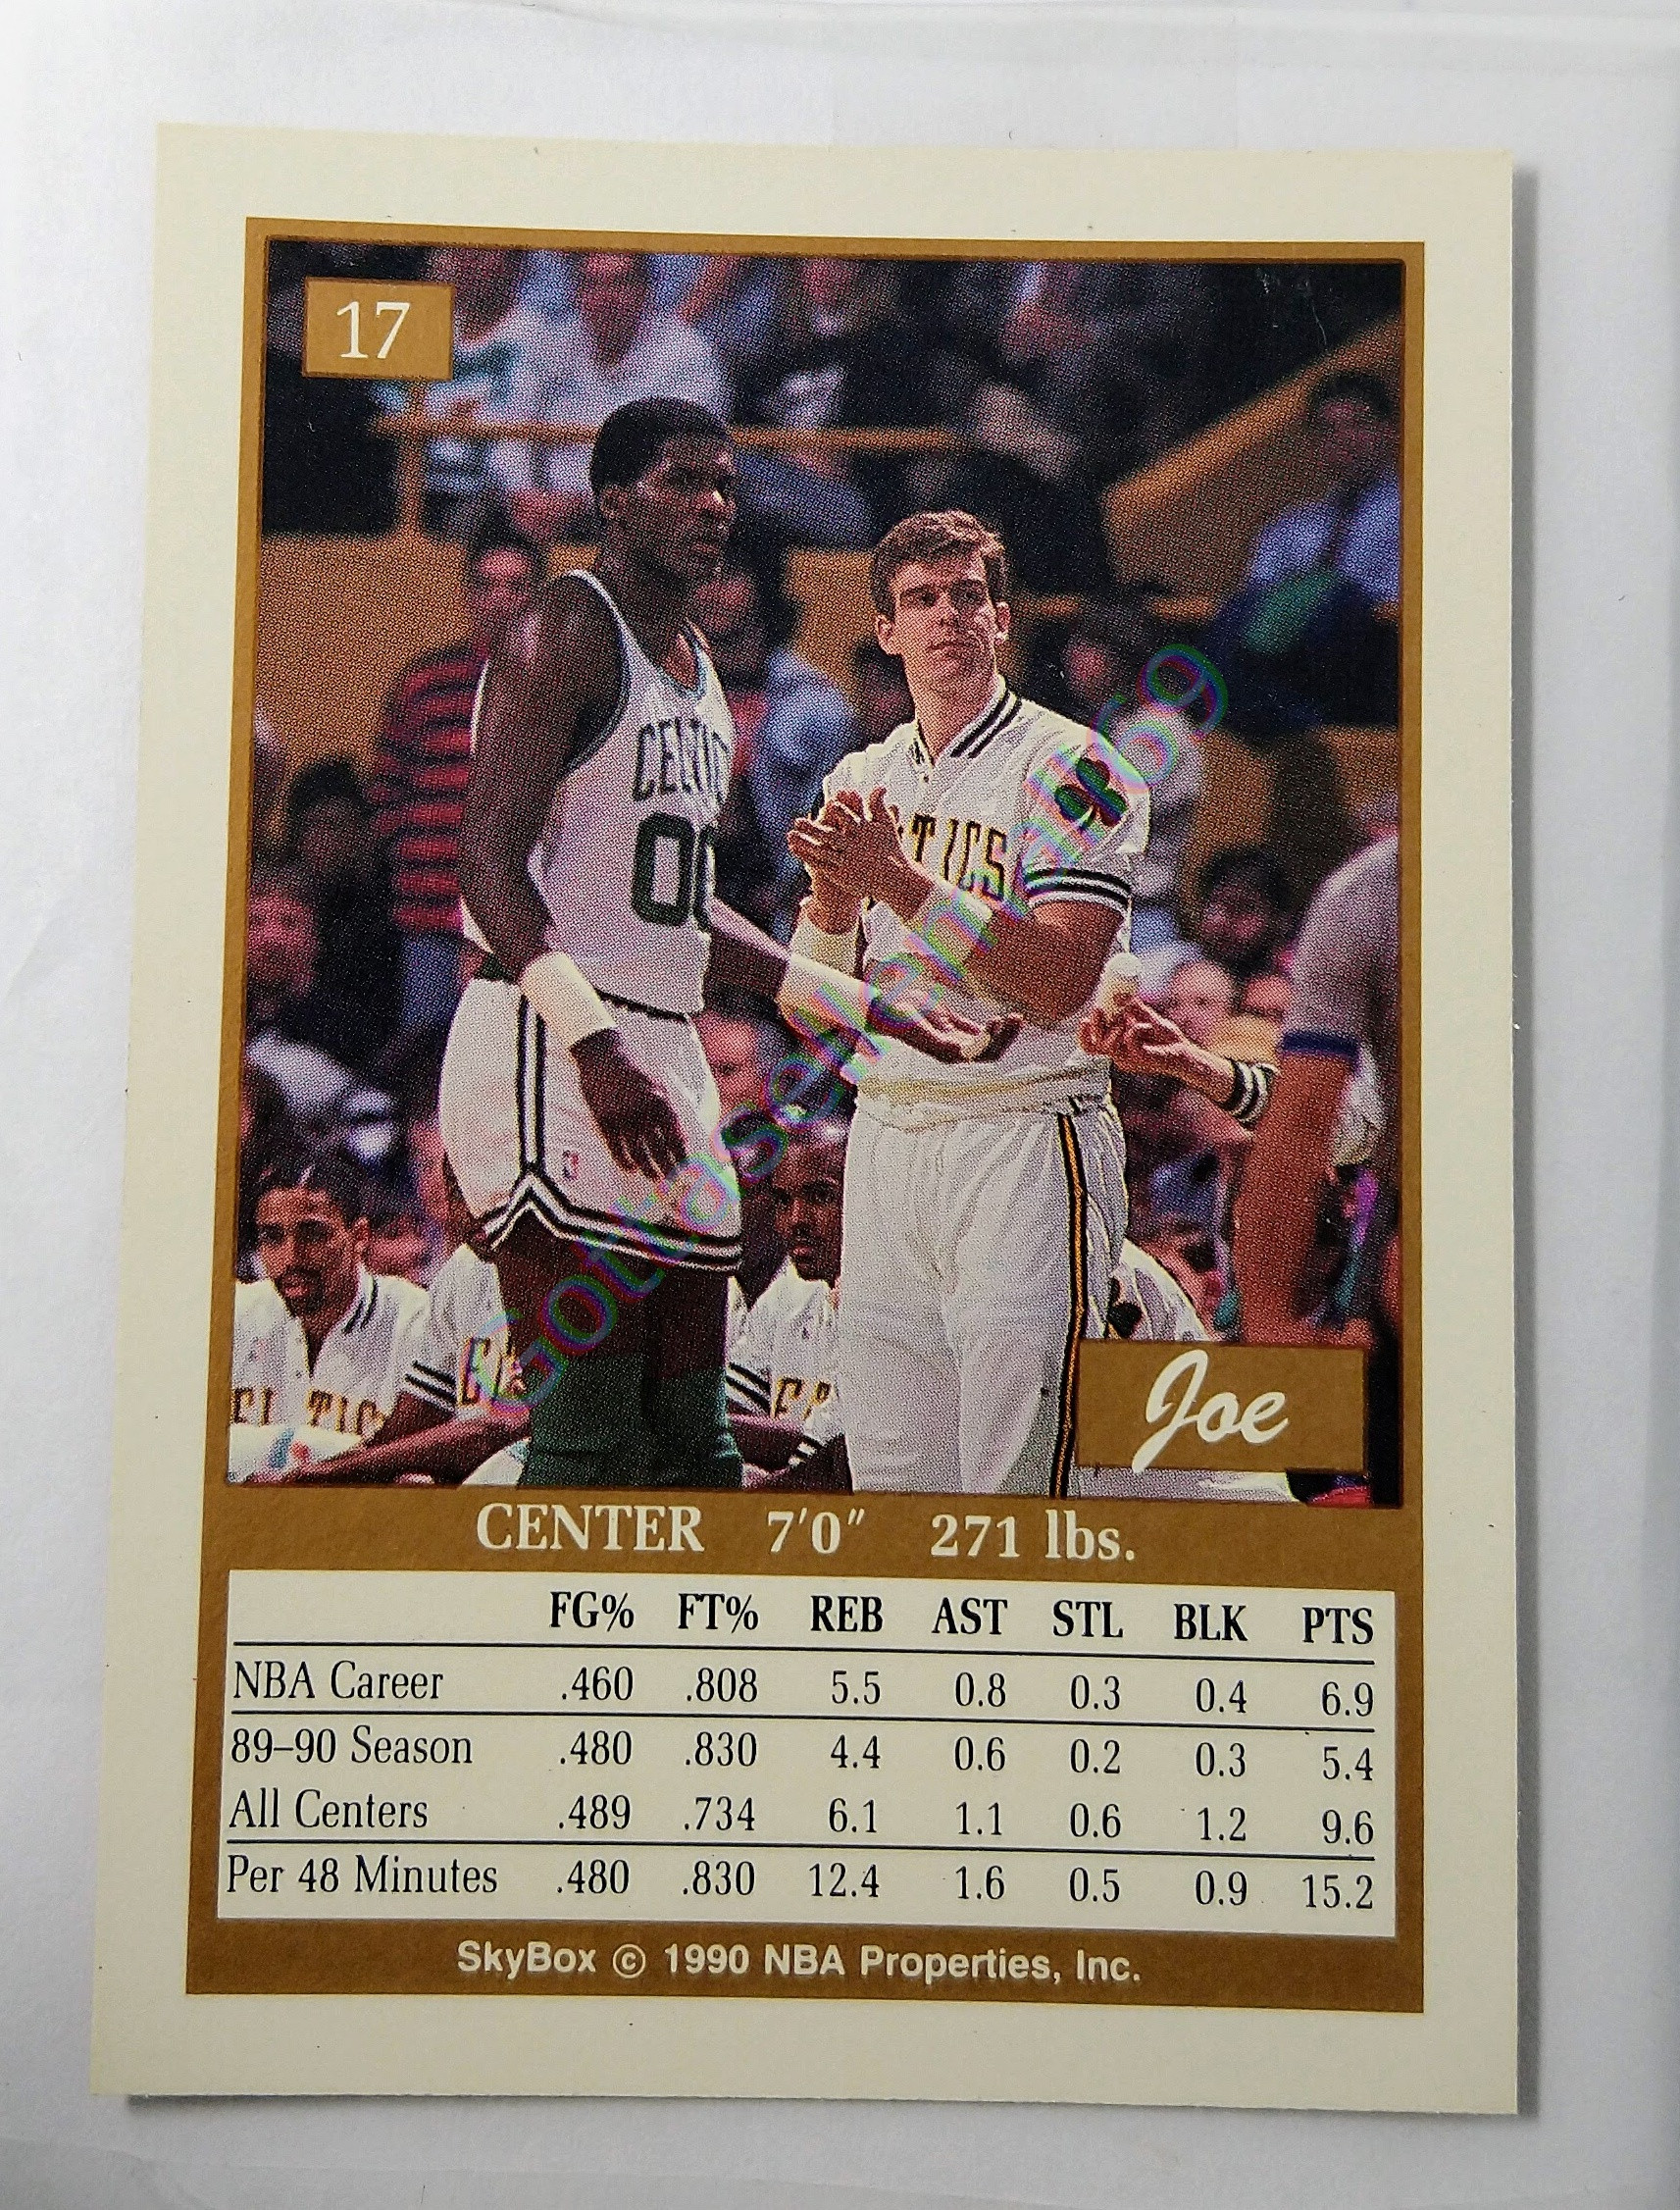 17
CELTIC
00
TICS
Joe
CENTER 7'0" 271 lbs.
FG% FT% REB AST STL BLK PTS
NBA Career .460 .808 5.5 0.8 0.3 0.4 6.9
89–90 Season .480 .830 4.4 0.6 0.2 0.3 5.4
All Centers .489 .734 6.1 1.1 0.6 1.2 9.6
Per 48 Minutes .480 .830 12.4 1.6 0.5 0.9 15.2
SkyBox © 1990 NBA Properties, Inc.